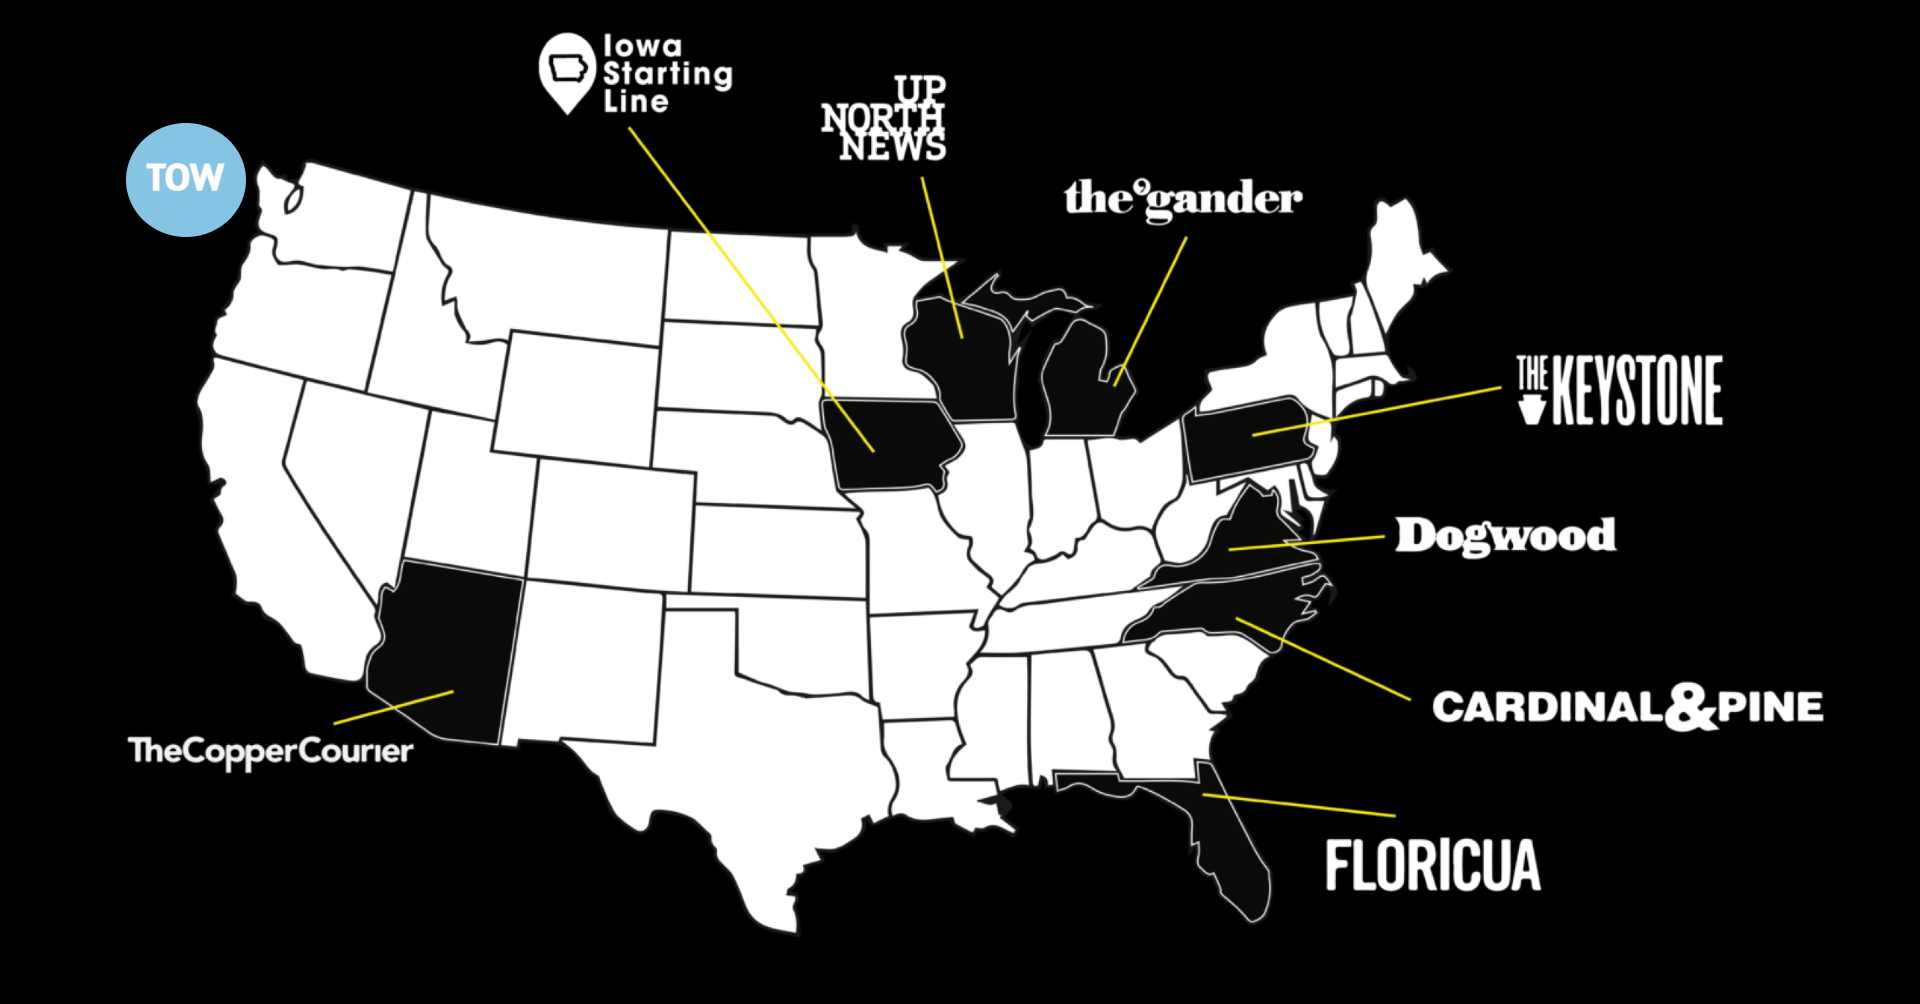 Iowa
Starting
Line
UP
NORTH
NEWS
TOW
the gander
THE KEYSTONE
Dogwood
CARDINAL&PINE
TheCopperCourier
FLORICUA